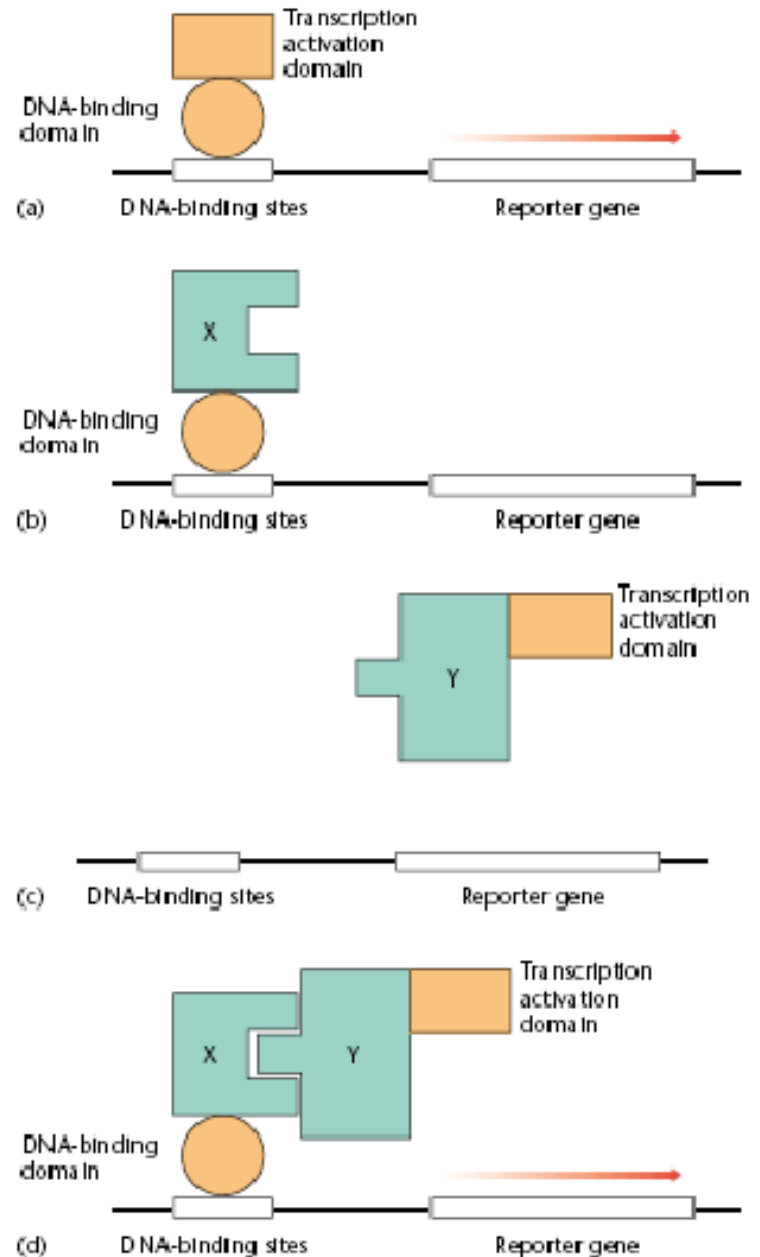 Transcription
activation
domain
DNA-binding
domain
(a) DNA-binding sites Reporter gene
X
DNA-binding
domain
(b) DNA-binding sites Reporter gene
Transcription
activation
domain
Y
(c) DNA-binding sites Reporter gene
Transcription
activation
domain
X Y
DNA-binding
domain
(d) DNA-binding sites Reporter gene